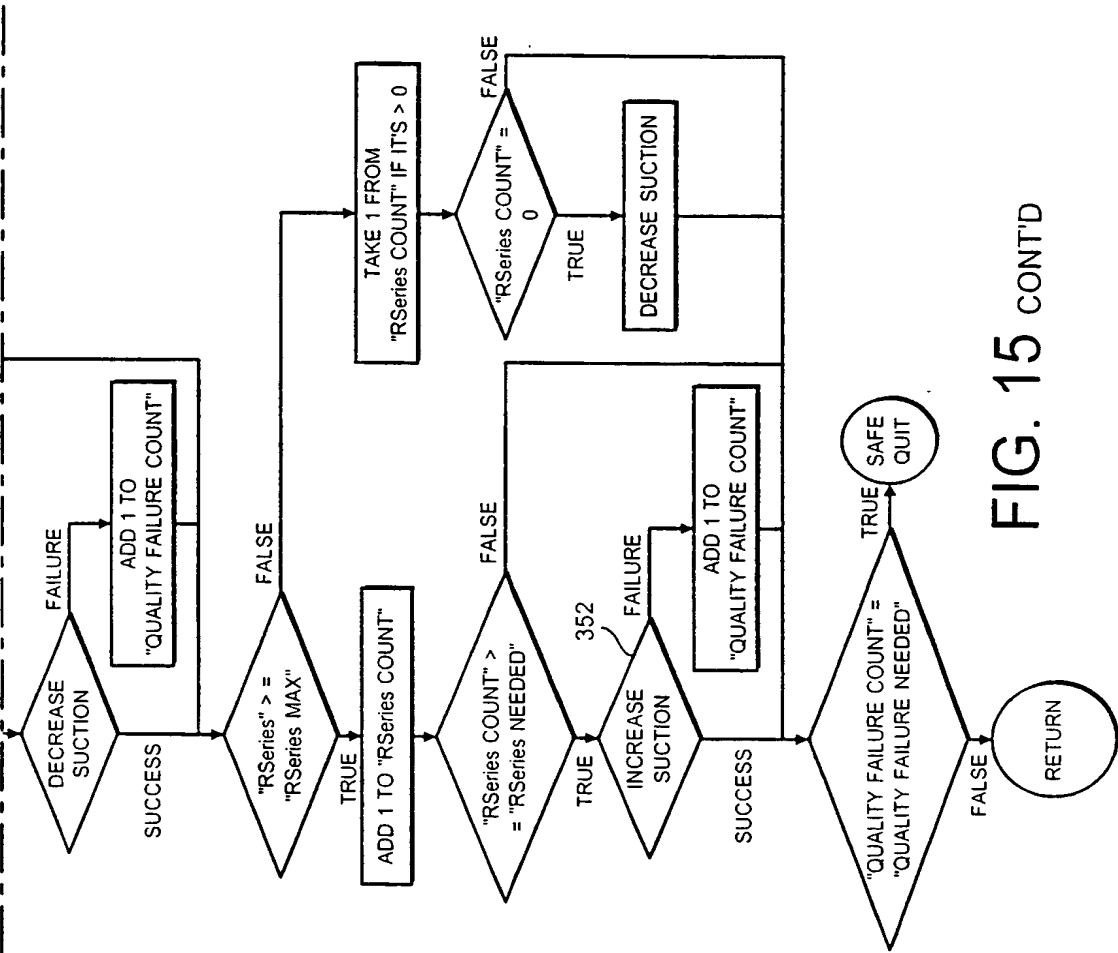 DECREASE
SUCTION
FAILURE
ADD 1 TO
"QUALITY FAILURE COUNT"
SUCCESS
"RSeries" > =
"RSeries MAX"
FALSE
TRUE
TAKE 1 FROM
"RSeries COUNT" IF IT'S > 0
"RSeries COUNT" =
0
FALSE
TRUE
DECREASE SUCTION
ADD 1 TO "RSeries COUNT"
"RSeries COUNT" >
= "RSeries NEEDED"
FALSE
TRUE
352
INCREASE
SUCTION
FAILURE
ADD 1 TO
"QUALITY FAILURE COUNT"
SUCCESS
"QUALITY FAILURE COUNT" =
"QUALITY FAILURE NEEDED"
TRUE
SAFE
QUIT
FALSE
RETURN
FIG. 15 CONT'D